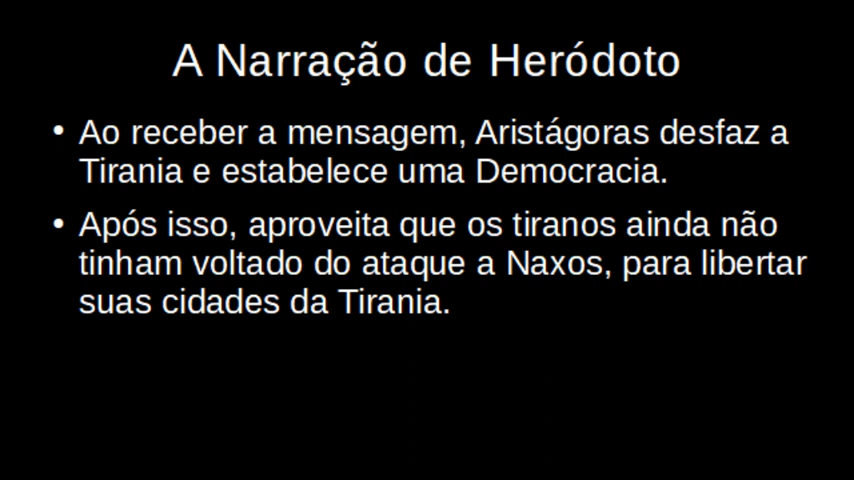 A Narração de Heródoto
• Ao receber a mensagem, Aristágoras desfaz a
Tirania e estabelece uma Democracia.
• Após isso, aproveita que os tiranos ainda não
tinham voltado do ataque a Naxos, para libertar
suas cidades da Tirania.